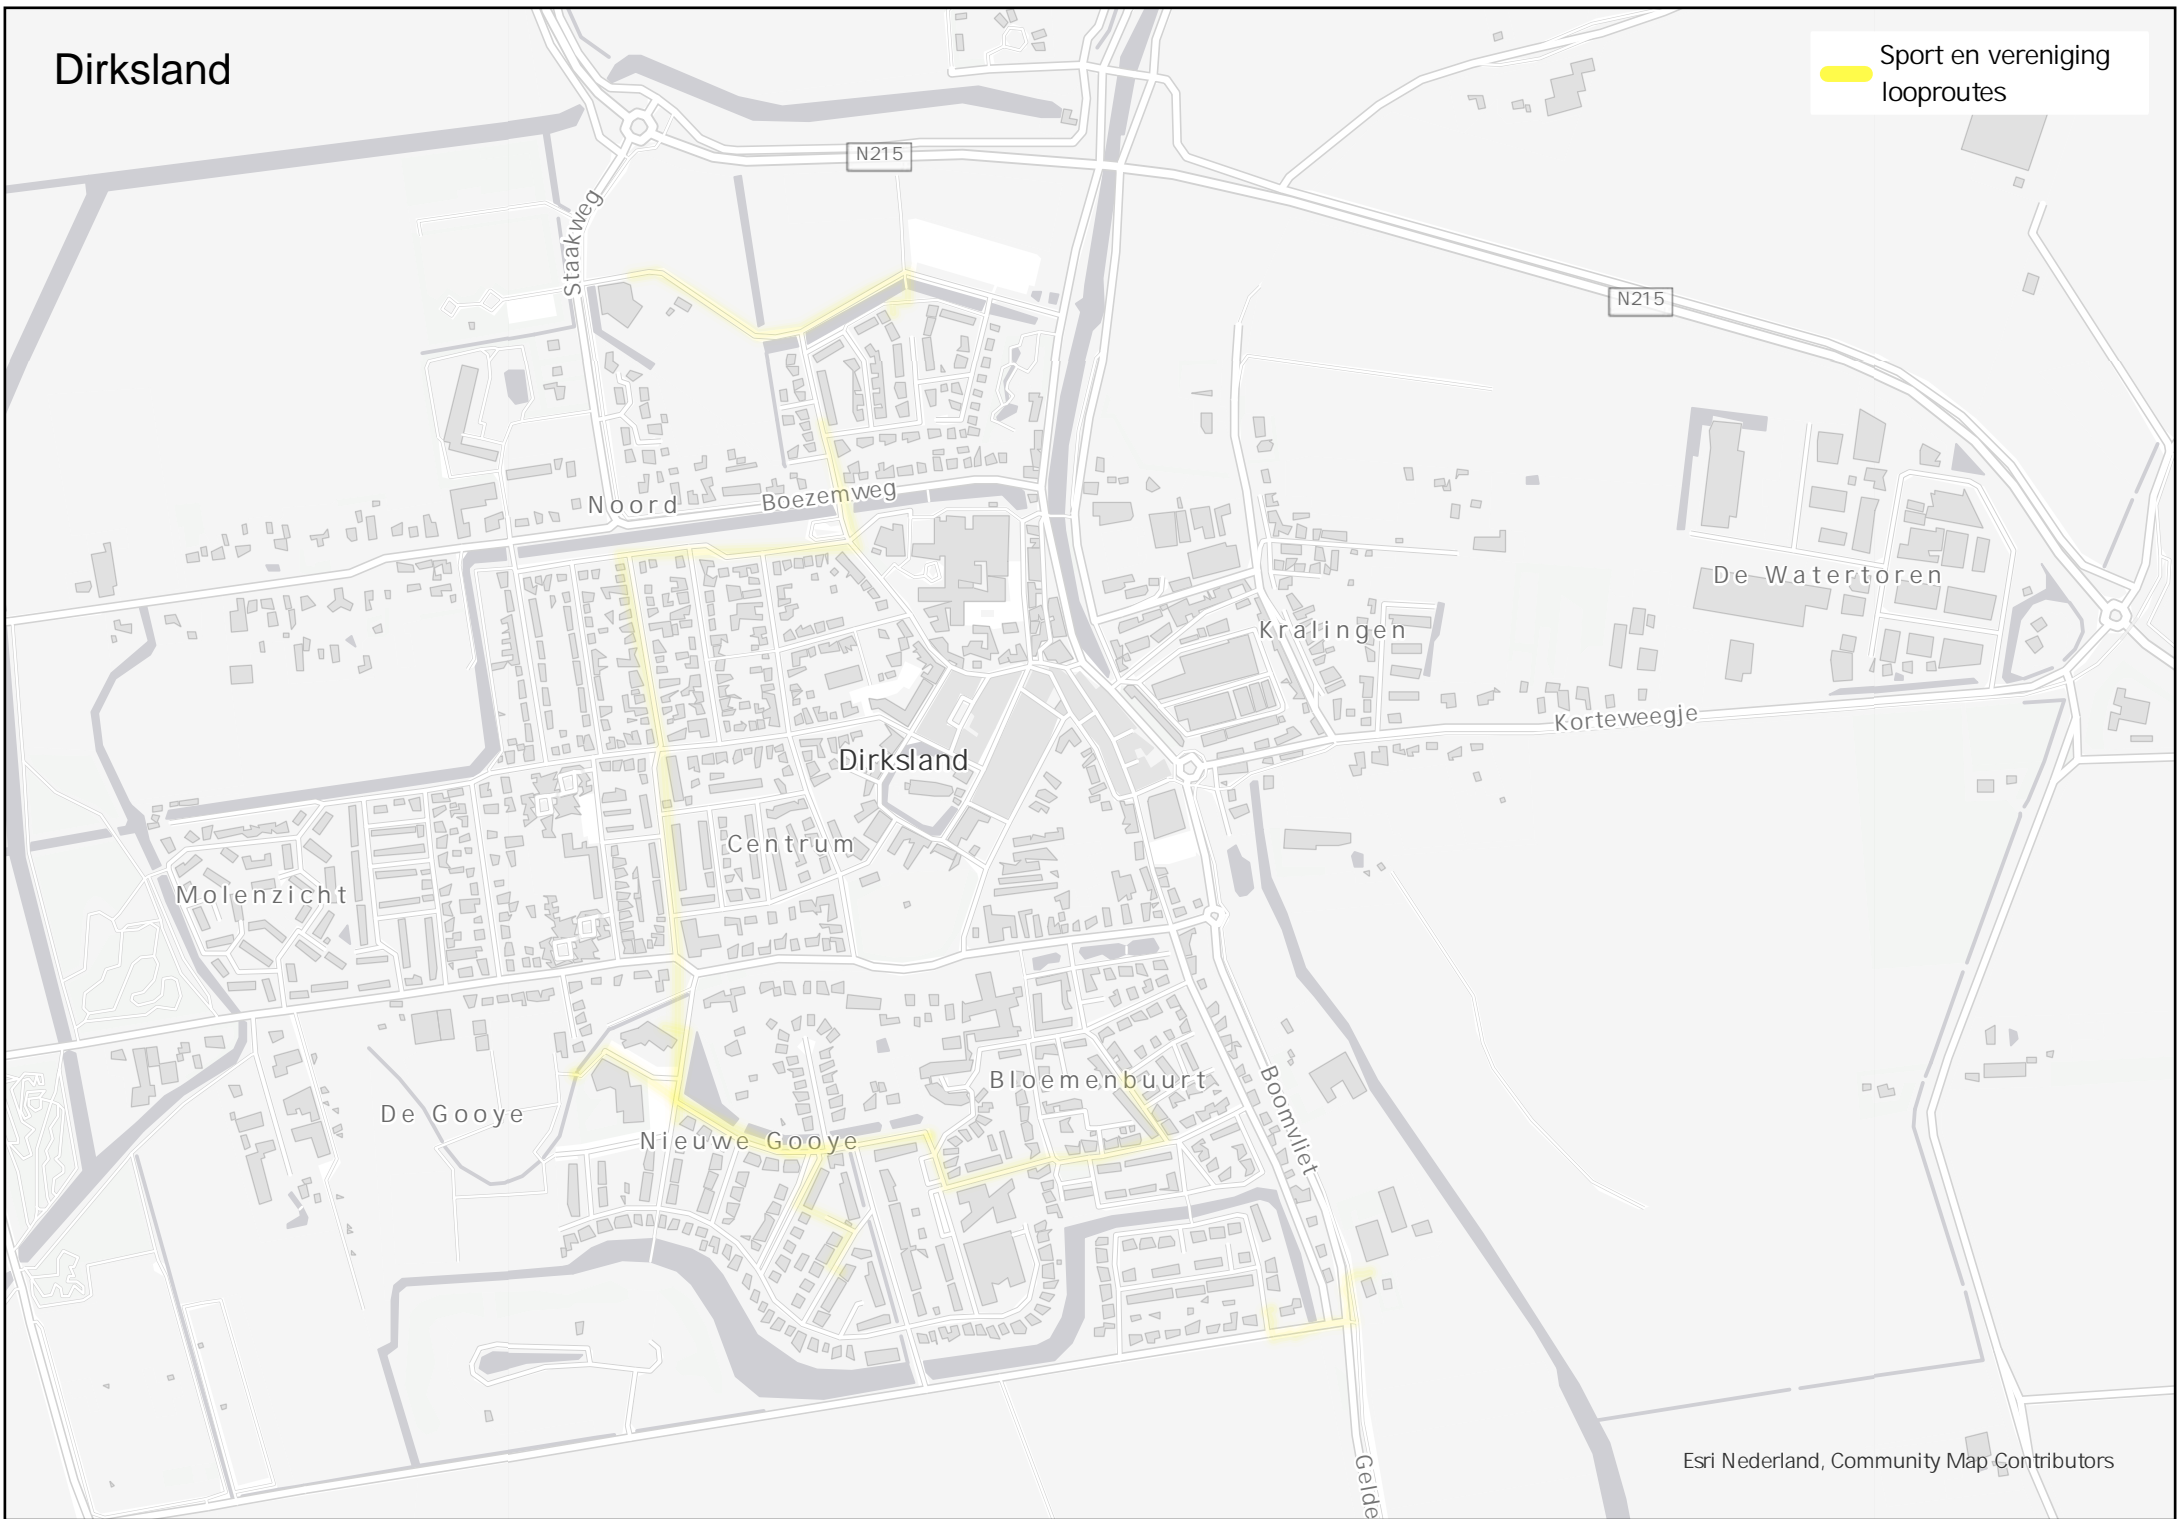 Dirksland
Sport en vereniging
looproutes
N215
Staakweg
N215
Noord
Boezemweg
De Watertoren
Kralingen
Korteweegje
Dirksland
Centrum
Molenzicht
Bloemenbuurt
De Gooye
Nieuwe Gooye
Boomvliet
Gelde
Esri Nederland, Community Map Contributors